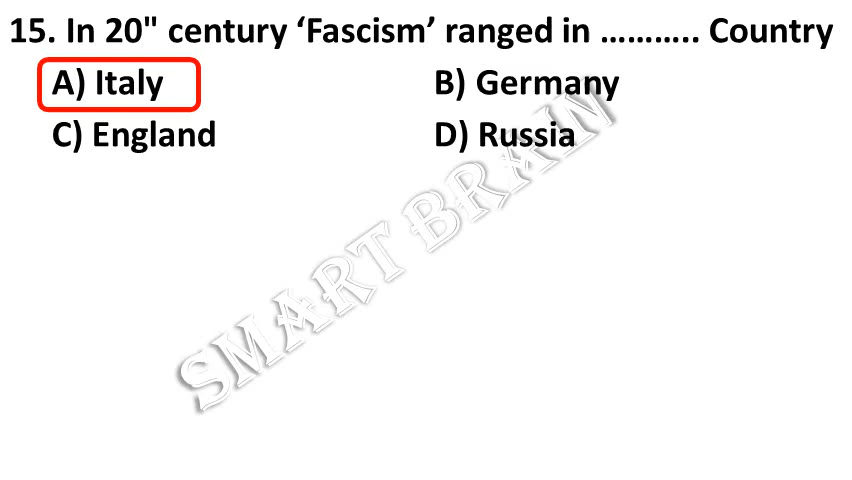 15. In 20" century ‘Fascism’ ranged in ……….. Country
A) Italy B) Germany
C) England D) Russia
SMART BRAIN